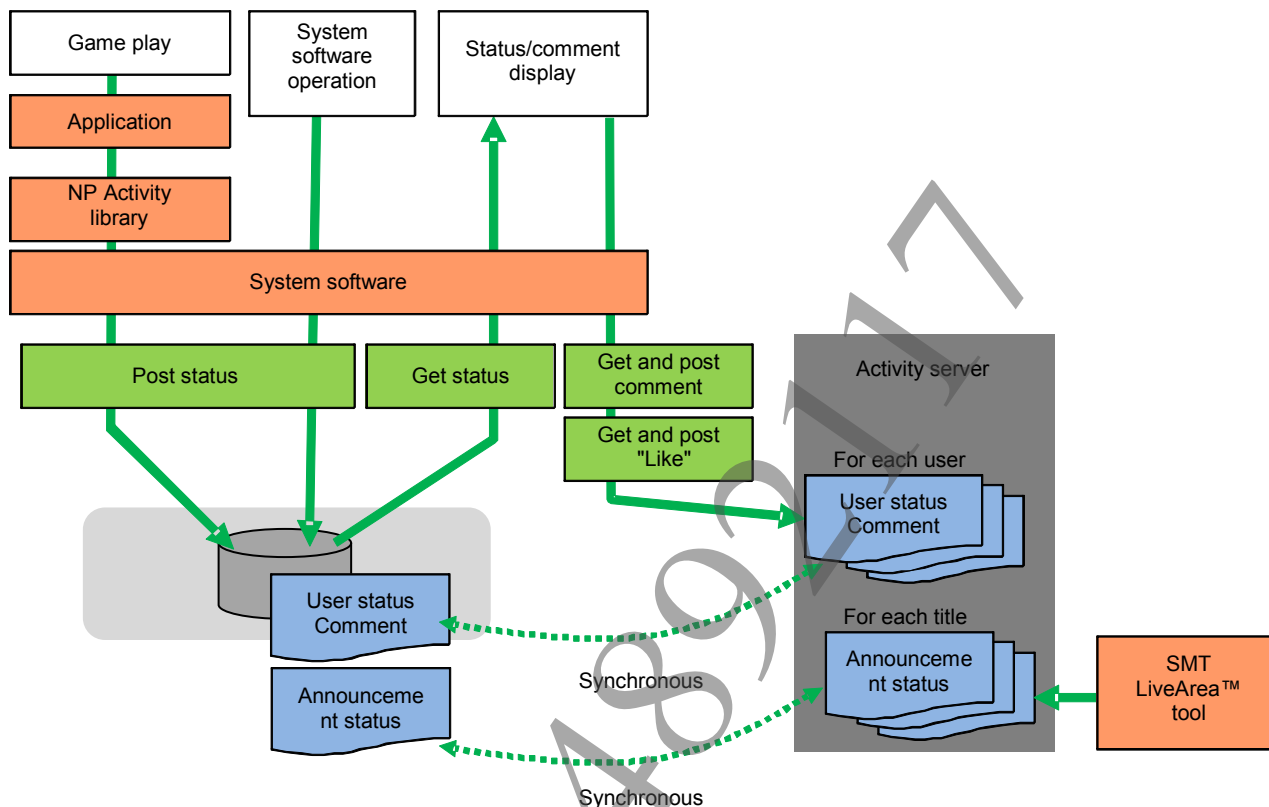 Game play
System
software
operation
Status/comment
display
Application
NP Activity
library
System software
Post status
Get status
Get and post
comment
Get and post
"Like"
Activity server
For each user
User status
Comment
For each title
Announceme
nt status
SMT
LiveArea™
tool
User status
Comment
Announceme
nt status
Synchronous
Synchronous
489217